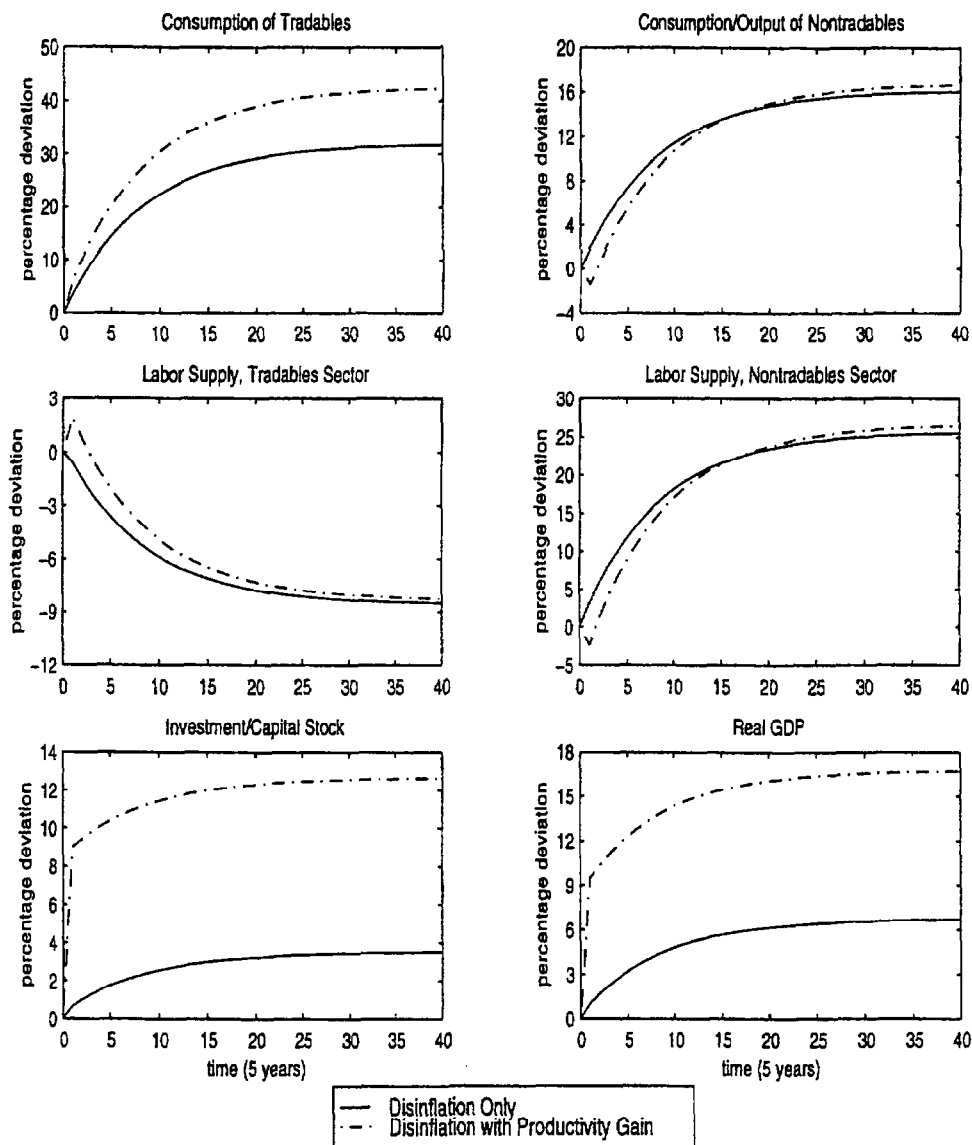 Consumption of Tradables
percentage deviation
50
40
30
20
10
0
0 5 10 15 20 25 30 35 40
Consumption/Output of Nontradables
percentage deviation
20
16
12
8
4
0
−4
0 5 10 15 20 25 30 35 40
Labor Supply, Tradables Sector
percentage deviation
3
0
−3
−6
−9
−12
0 5 10 15 20 25 30 35 40
Labor Supply, Nontradables Sector
percentage deviation
30
25
20
15
10
5
0
−5
0 5 10 15 20 25 30 35 40
Investment/Capital Stock
percentage deviation
14
12
10
8
6
4
2
0
0 5 10 15 20 25 30 35 40
time (5 years)
Real GDP
percentage deviation
18
15
12
9
6
3
0
0 5 10 15 20 25 30 35 40
time (5 years)
Disinflation Only
Disinflation with Productivity Gain